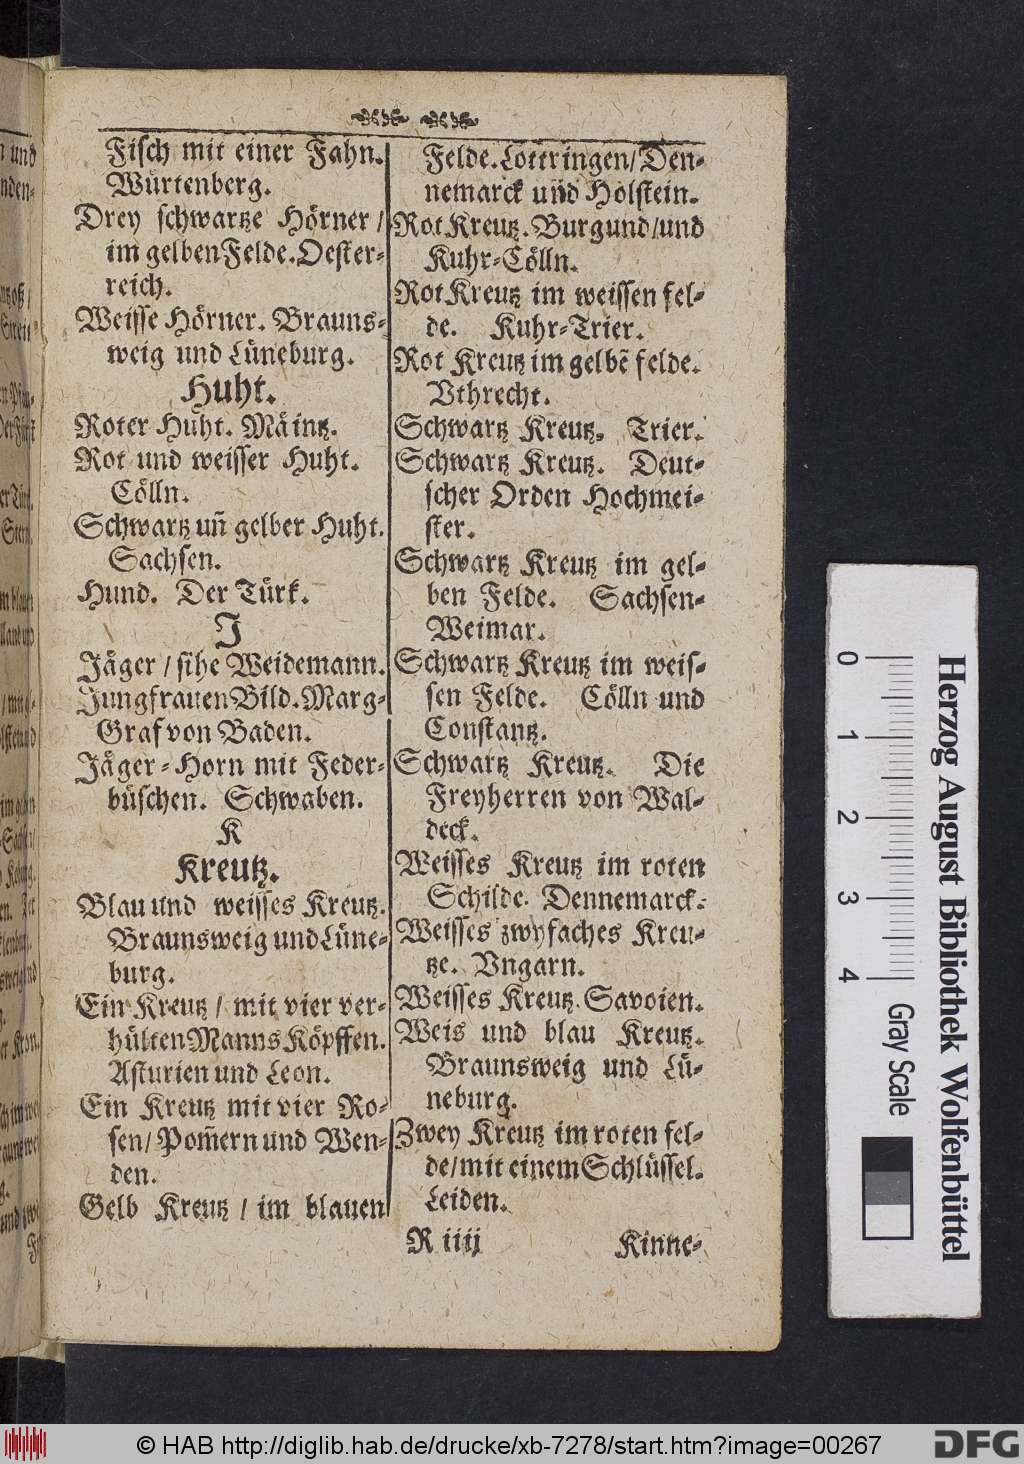 Fisch mit einer Fahn.
Würtenberg.
Drey schwartze Hörner /
im gelben Felde. Oester-
reich.
Weisse Hörner. Brauns-
weig und Lüneburg.
Huht.
Roter Huht. Mäintz.
Rot und weisser Huht.
Cölln.
Schwartz uñ gelber Huht.
Sachsen.
Hund. Der Türk.
J
Jäger / sihe Weidemann.
Jungfrauen Bild. Marg-
Graf von Baden.
Jäger-Horn mit Feder-
büschen. Schwaben.
K
Kreutz.
Blau und weisses Kreutz.
Braunsweig und Lüne-
burg.
Ein Kreutz / mit vier ver-
hülten Manns Köpffen.
Asturien und Leon.
Ein Kreutz mit vier Ro-
sen / Pom̃ern und Wen-
den.
Gelb Kreutz / im blauen
Felde. Lottringen / Den-
nemarck und Holstein.
Rot Kreutz. Burgund / und
Kuhr-Cölln.
Rot Kreutz im weissen fel-
de. Kuhr-Trier.
Rot Kreutz im gelbẽ felde.
Vthrecht.
Schwartz Kreutz. Trier.
Schwartz Kreutz. Deut-
scher Orden Hochmei-
ster.
Schwartz Kreutz im gel-
ben Felde. Sachsen-
Weimar.
Schwartz Kreutz im weis-
sen Felde. Cölln und
Constantz.
Schwartz Kreutz. Die
Freyherren von Wal-
deck.
Weisses Kreutz im roten
Schilde. Dennemarck.
Weisses zwyfaches Kreu-
tze. Vngarn.
Weisses Kreutz. Savoien.
Weis und blau Kreutz.
Braunsweig und Lü-
neburg.
Zwey Kreutz im roten fel-
de / mit einem Schlüssel.
Leiden.
R iiij
Kinne-
0
1
2
3
4
Gray Scale
Herzog August Bibliothek Wolfenbüttel
© HAB http://diglib.hab.de/drucke/xb-7278/start.htm?image=00267
DFG